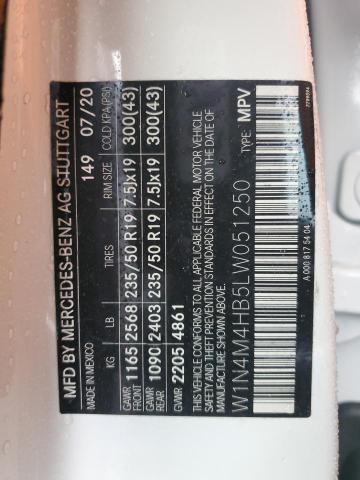 MFD BY MERCEDES-BENZ AG STUTTGART
MADE IN MEXICO 149 07/20
KG LB TIRES RIM SIZE COLD KPA(PSI)
GAWR FRONT 1165 2568 235/50 R19 7.5Jx19 300(43)
GAWR REAR 1090 2403 235/50 R19 7.5Jx19 300(43)
GVWR 2205 4861
THIS VEHICLE CONFORMS TO ALL APPLICABLE FEDERAL MOTOR VEHICLE
SAFETY AND THEFT PREVENTION STANDARDS IN EFFECT ON THE DATE OF
MANUFACTURE SHOWN ABOVE.
W1N4M4HB5LW051250 TYPE: MPV
A 000 817 54 04